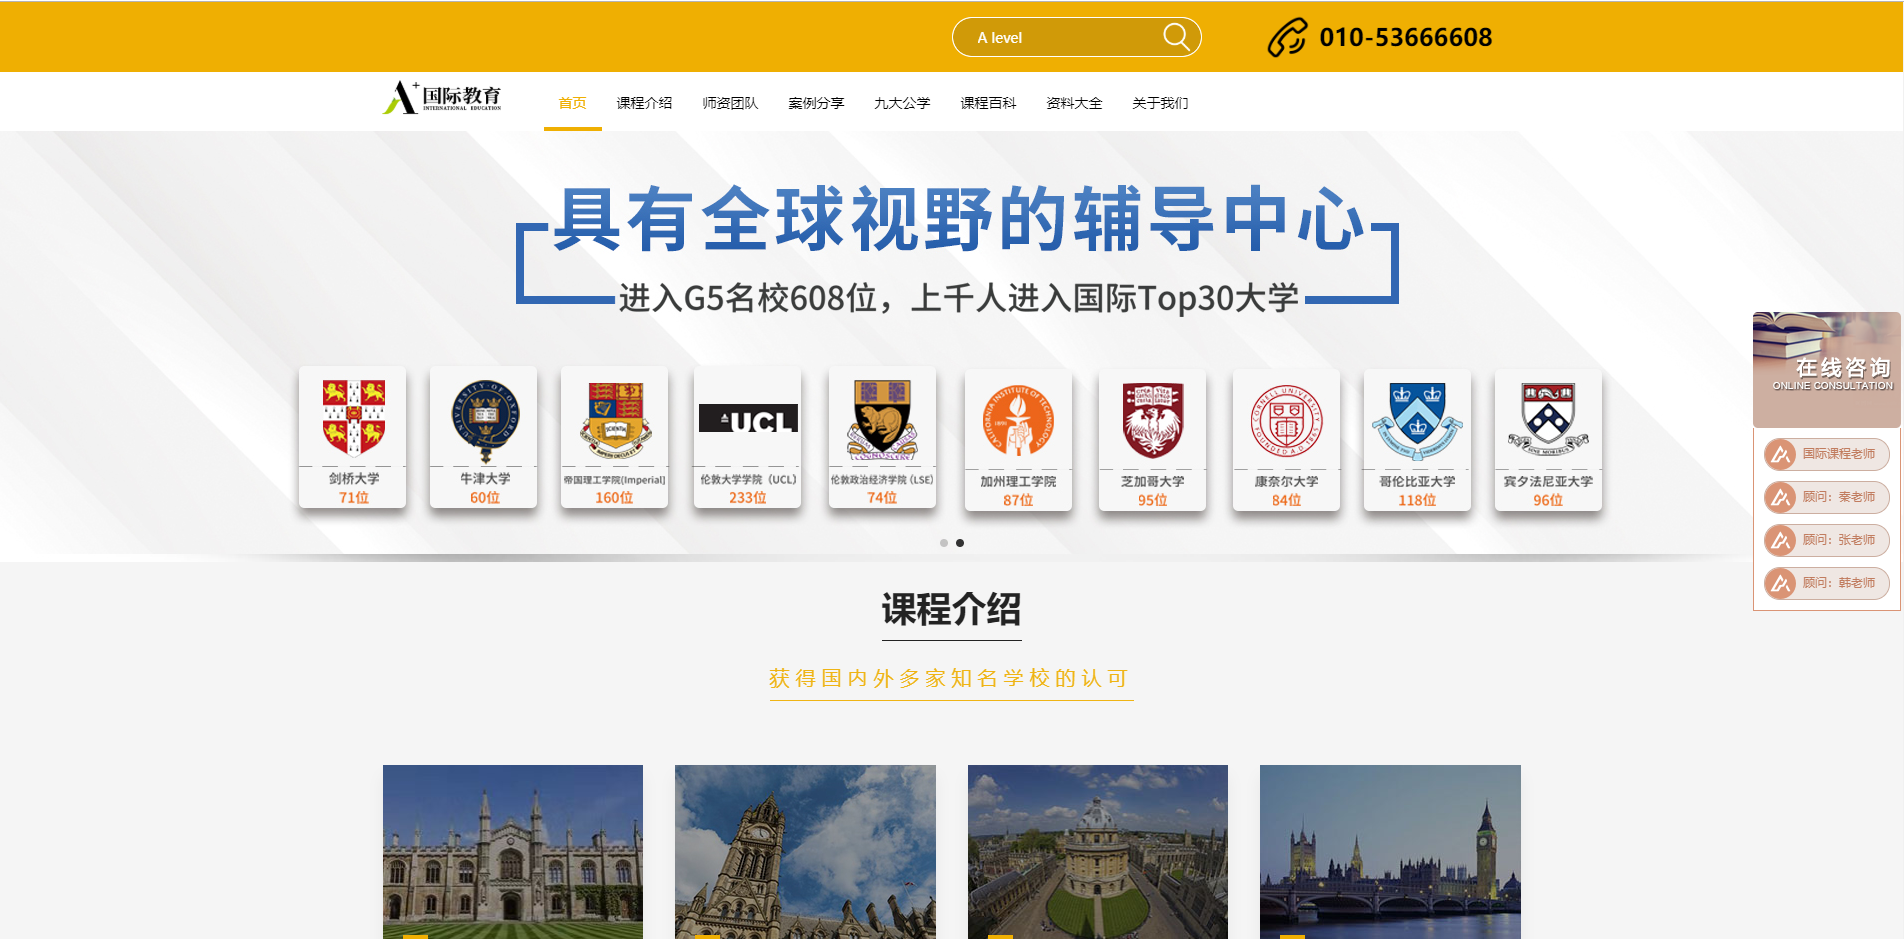 A level
010-53666608
A+国际教育
INTERNATIONAL EDUCATION
首页 课程介绍 师资团队 案例分享 九大公学 课程百科 资料大全 关于我们
具有全球视野的辅导中心
进入G5名校608位，上千人进入国际Top30大学
UNIVERSITY OF OXFORD
UCL
CALIFORNIA INSTITUTE OF TECHNOLOGY
CORNELL UNIVERSITY
FOUNDED A.D.
剑桥大学
71位
牛津大学
60位
帝国理工学院(Imperial)
160位
伦敦大学学院（UCL）
233位
伦敦政治经济学院（LSE）
74位
加州理工学院
87位
芝加哥大学
95位
康奈尔大学
84位
哥伦比亚大学
118位
宾夕法尼亚大学
96位
在线咨询
ONLINE CONSULTATION
国际课程老师
顾问：秦老师
顾问：张老师
顾问：韩老师
课程介绍
获得国内外多家知名学校的认可